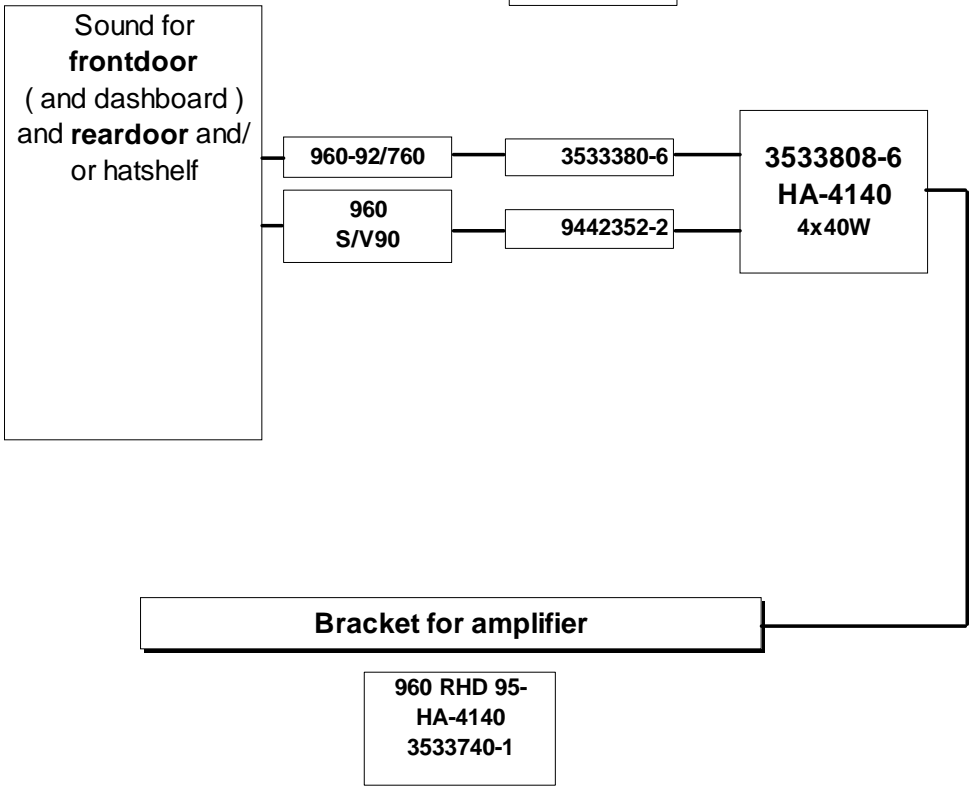 Sound for
frontdoor
( and dashboard )
and reardoor and/
or hatshelf
960-92/760
3533380-6
960
S/V90
9442352-2
3533808-6
HA-4140
4x40W
Bracket for amplifier
960 RHD 95-
HA-4140
3533740-1